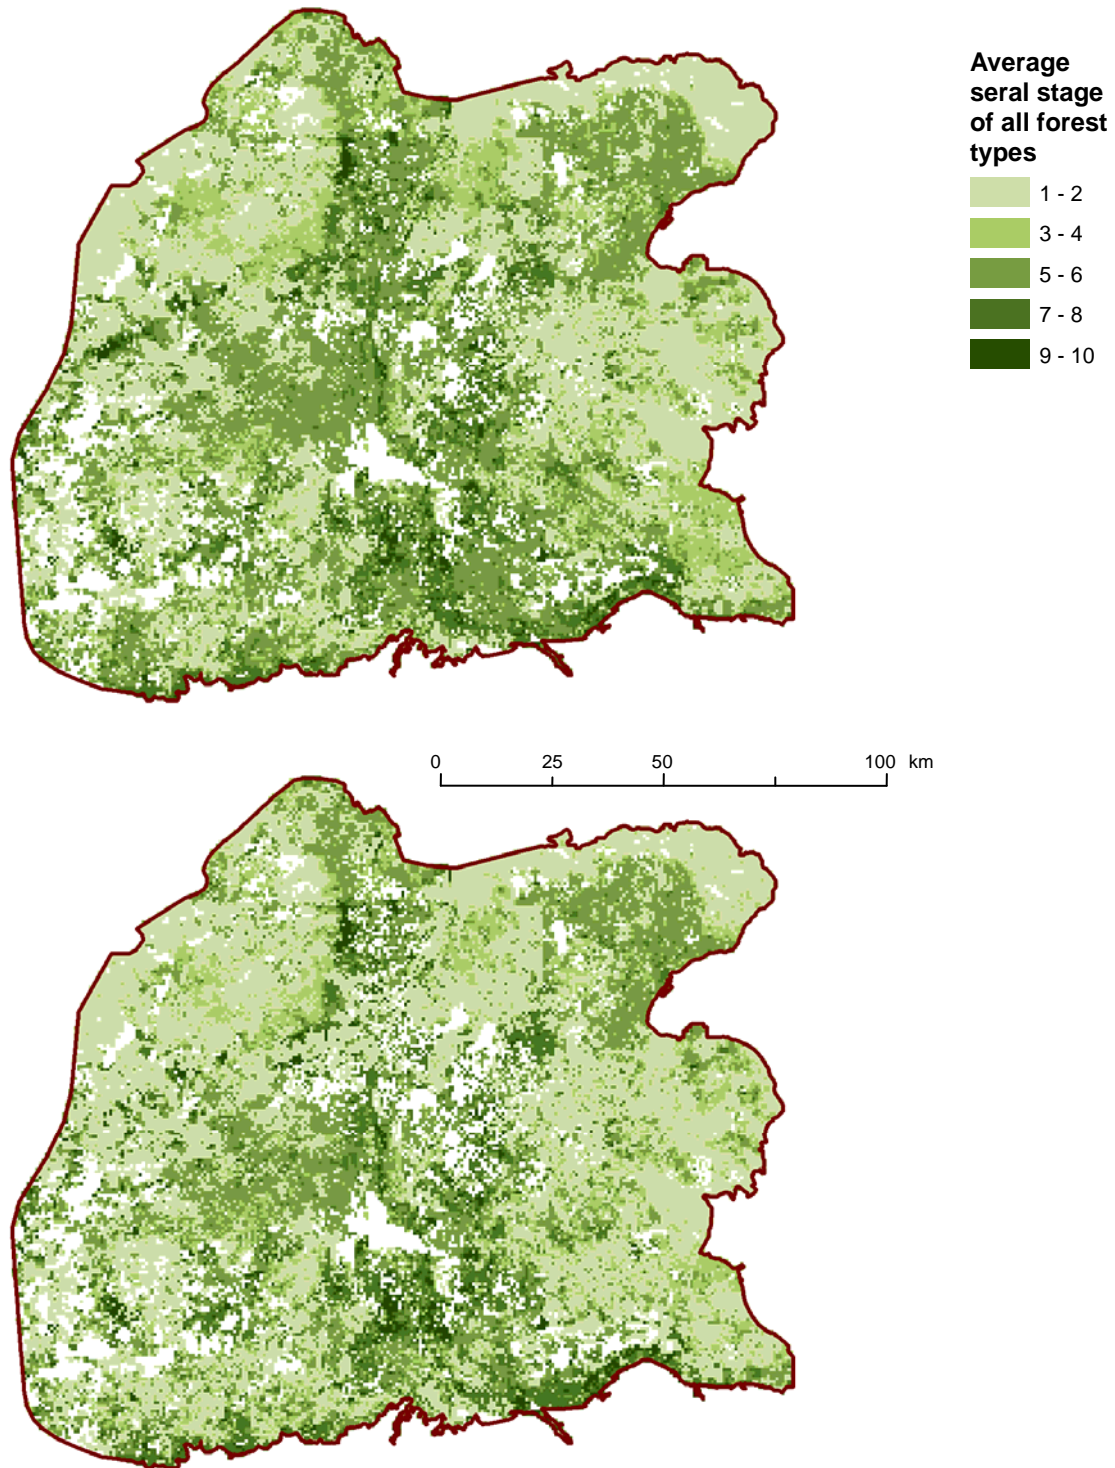 Average
seral stage
of all forest
types
1 - 2
3 - 4
5 - 6
7 - 8
9 - 10
0 25 50 100 km